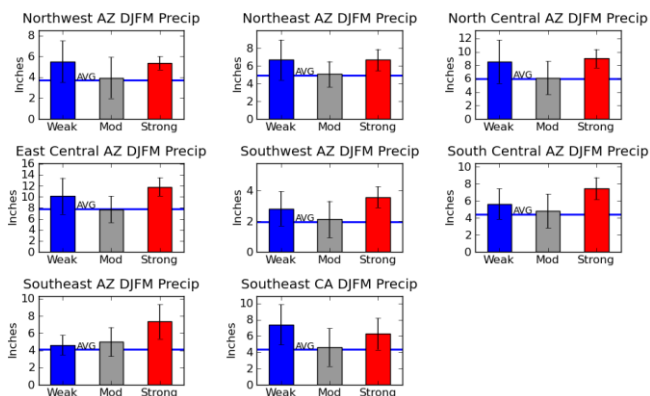 Northwest AZ DJFM Precip
Inches
8
6
4
2
0
AVG
Weak Mod Strong
Northeast AZ DJFM Precip
8
6
4
2
0
AVG
Weak Mod Strong
North Central AZ DJFM Precip
12
10
8
6
4
2
0
AVG
Weak Mod Strong
East Central AZ DJFM Precip
Inches
16
14
12
10
8
6
4
2
0
AVG
Weak Mod Strong
Southwest AZ DJFM Precip
4
2
0
AVG
Weak Mod Strong
South Central AZ DJFM Precip
10
8
6
4
2
0
AVG
Weak Mod Strong
Southeast AZ DJFM Precip
Inches
10
8
6
4
2
0
AVG
Weak Mod Strong
Southeast CA DJFM Precip
Inches
10
8
6
4
2
0
AVG
Weak Mod Strong